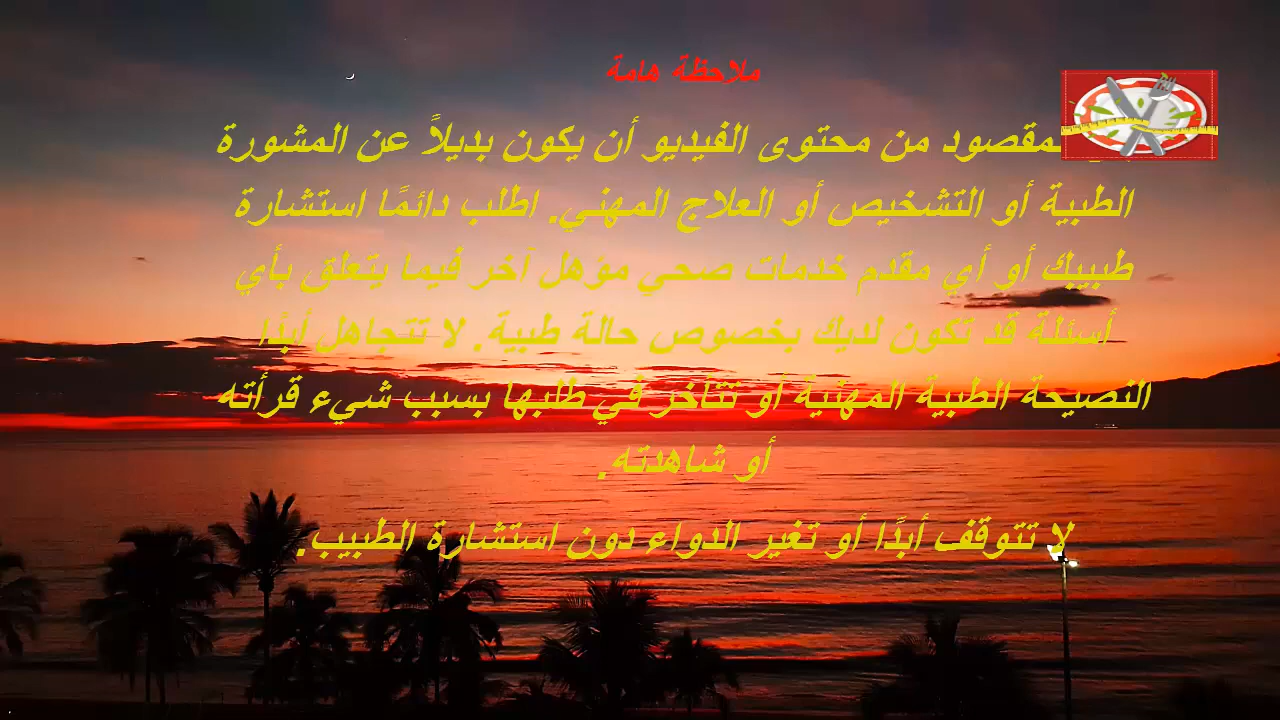 ملاحظة هامة
المقصود من محتوى الفيديو أن يكون بديلاً عن المشورة
الطبية أو التشخيص أو العلاج المهني. اطلب دائمًا استشارة
طبيبك أو أي مقدم خدمات صحي مؤهل آخر فيما يتعلق بأي
أسئلة قد تكون لديك بخصوص حالة طبية. لا تتجاهل أبدًا
النصيحة الطبية المهنية أو تتأخر في طلبها بسبب شيء قرأته
أو شاهدته.
لا تتوقف أبدًا أو تغير الدواء دون استشارة الطبيب.